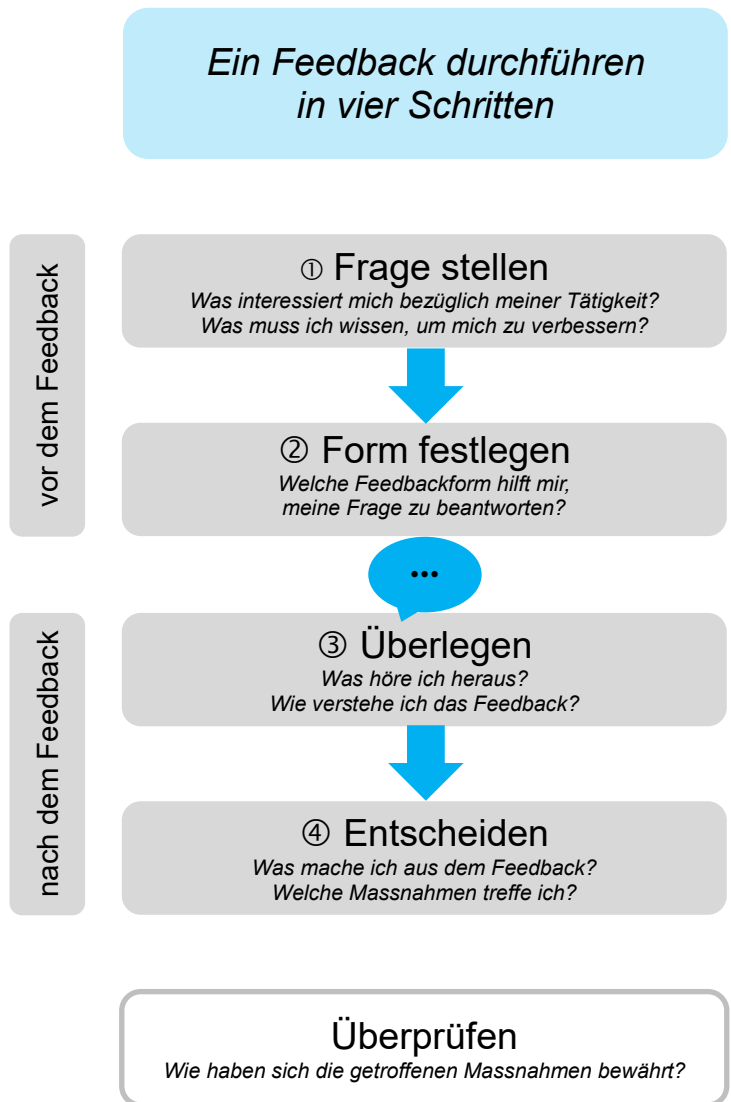 Ein Feedback durchführen
in vier Schritten
vor dem Feedback
① Frage stellen
Was interessiert mich bezüglich meiner Tätigkeit?
Was muss ich wissen, um mich zu verbessern?
② Form festlegen
Welche Feedbackform hilft mir,
meine Frage zu beantworten?
...
nach dem Feedback
③ Überlegen
Was höre ich heraus?
Wie verstehe ich das Feedback?
④ Entscheiden
Was mache ich aus dem Feedback?
Welche Massnahmen treffe ich?
Überprüfen
Wie haben sich die getroffenen Massnahmen bewährt?